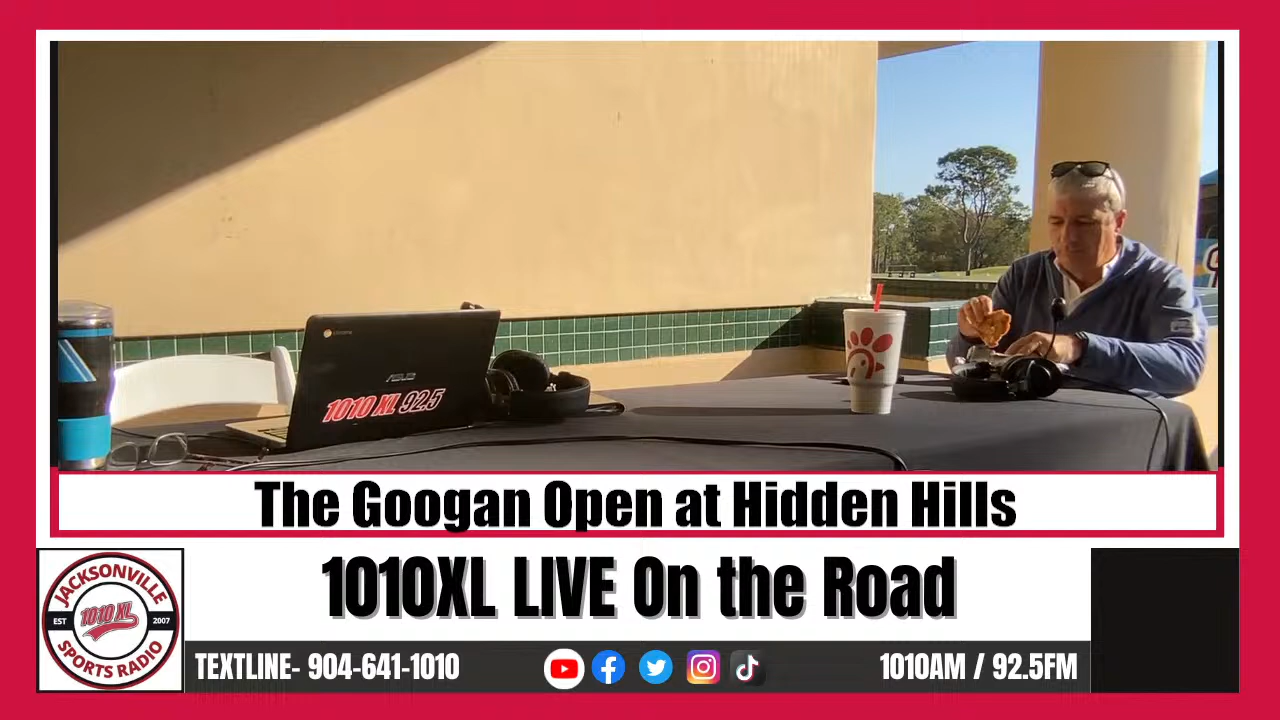 ASUS
1010 XL 92.5
The Googan Open at Hidden Hills
1010XL LIVE On the Road
JACKSONVILLE
EST
1010 XL
2007
SPORTS RADIO
TEXTLINE- 904-641-1010
1010AM / 92.5FM